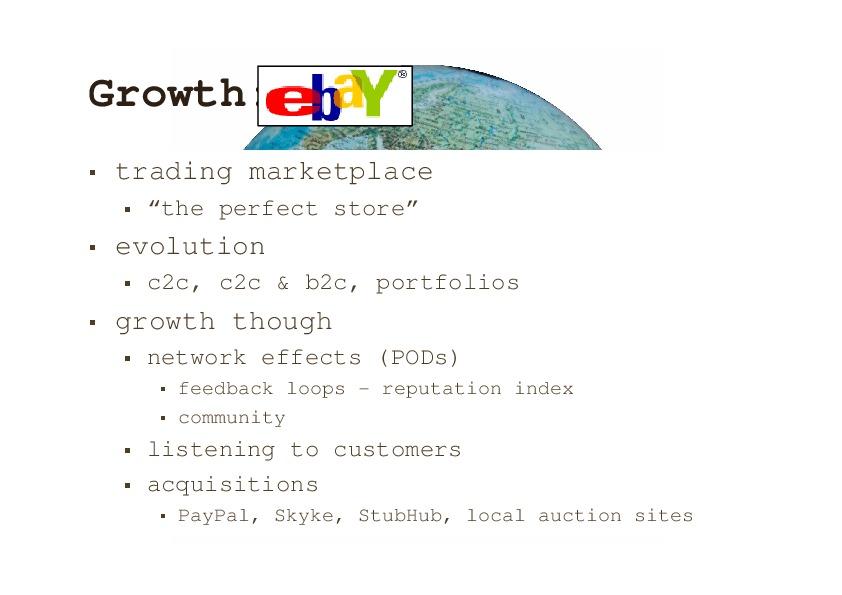 Growth: ebaY®
▪ trading marketplace
▪ “the perfect store”
▪ evolution
▪ c2c, c2c & b2c, portfolios
▪ growth though
▪ network effects (PODs)
▪ feedback loops – reputation index
▪ community
▪ listening to customers
▪ acquisitions
▪ PayPal, Skyke, StubHub, local auction sites